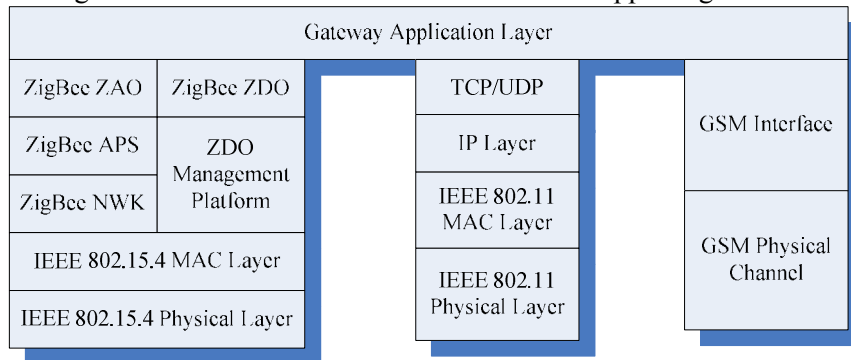 Gateway Application Layer
ZigBee ZAO
ZigBee ZDO
ZigBee APS
ZigBee NWK
ZDO
Management
Platform
IEEE 802.15.4 MAC Layer
IEEE 802.15.4 Physical Layer
TCP/UDP
IP Layer
IEEE 802.11
MAC Layer
IEEE 802.11
Physical Layer
GSM Interface
GSM Physical
Channel